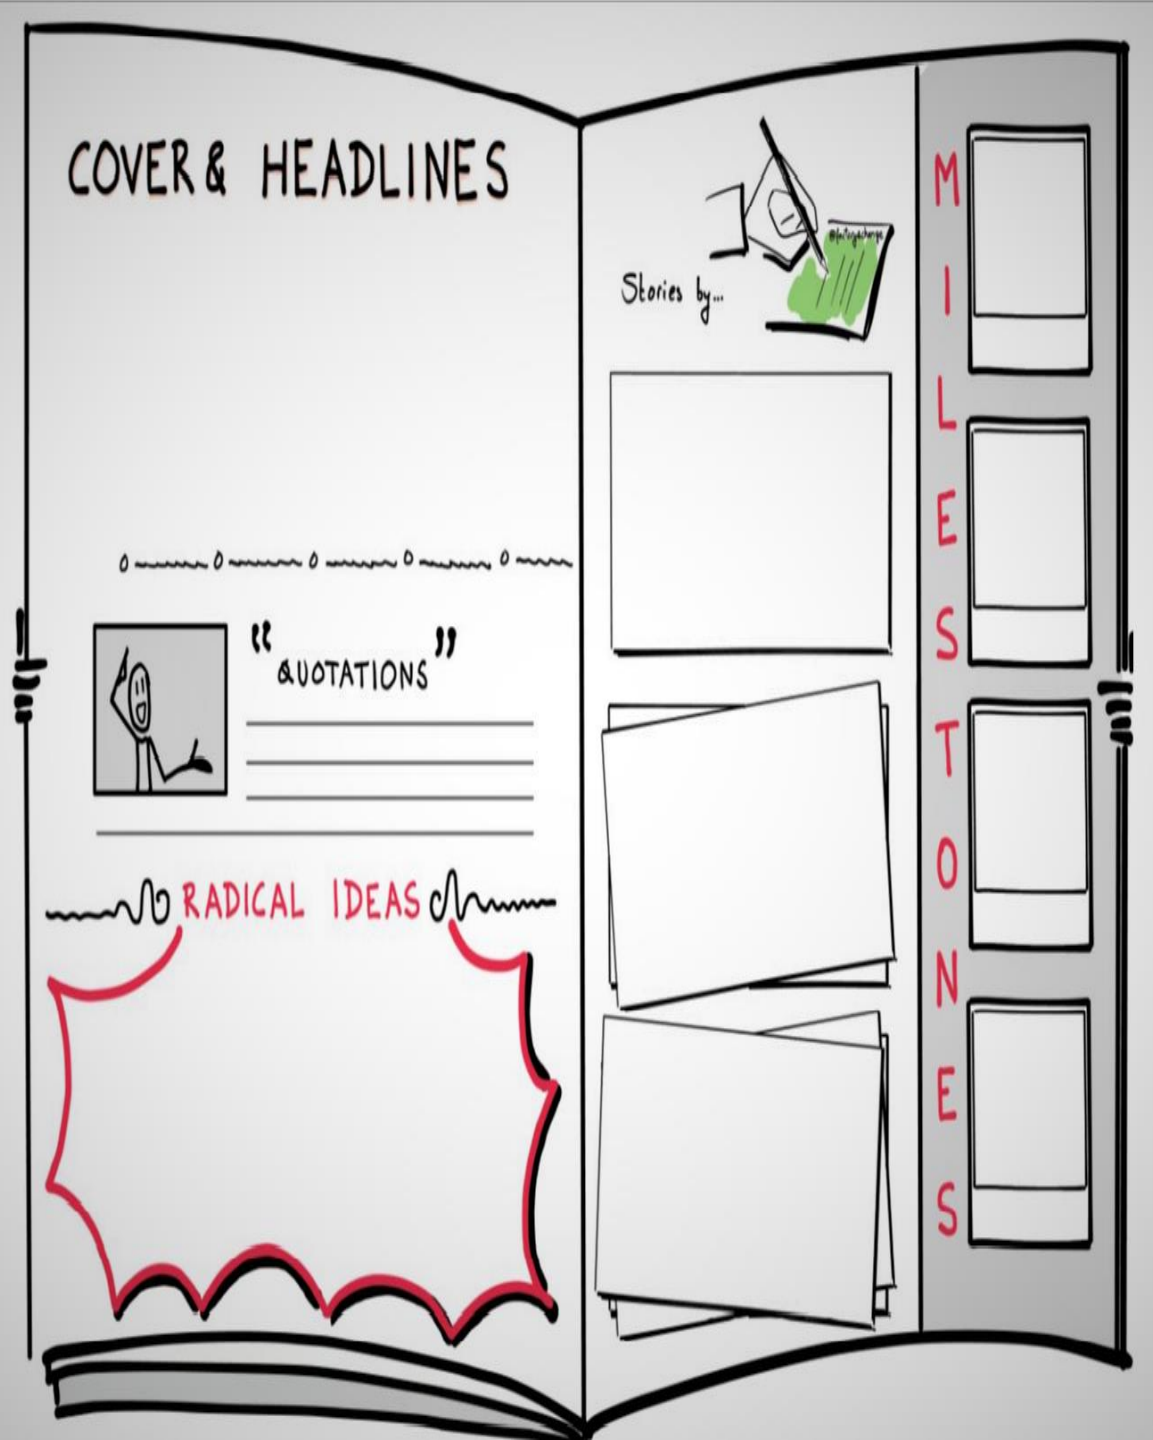 COVER & HEADLINES
“ QUOTATIONS ”
RADICAL IDEAS
Stories by...
MILESTONES